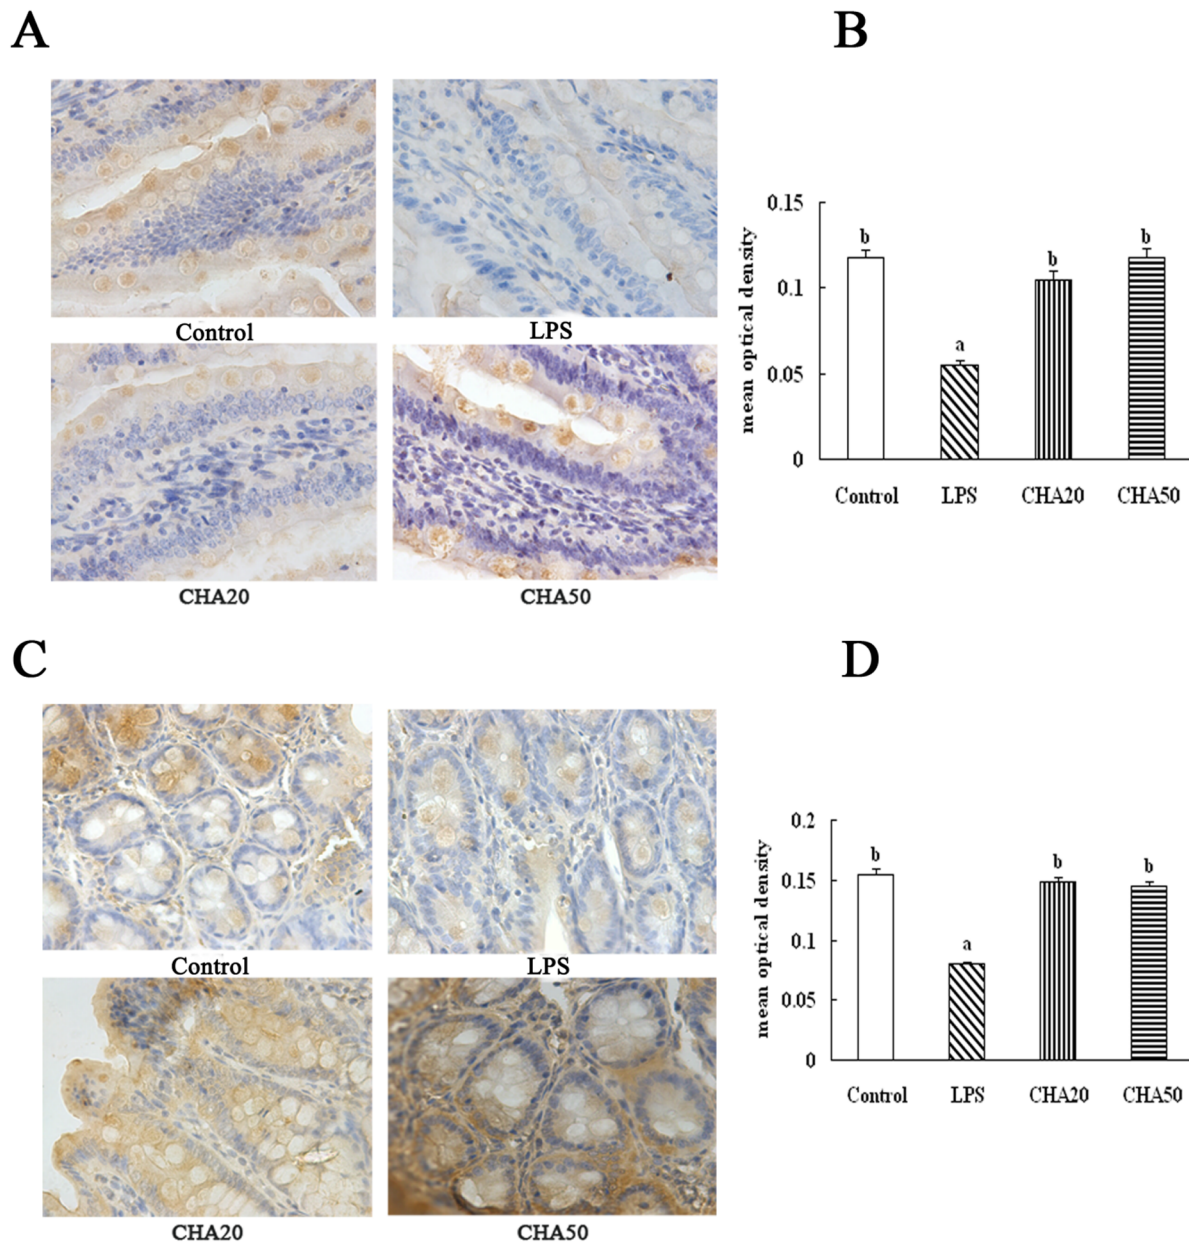 A
B
Control
LPS
CHA20
CHA50
mean optical density
0.15
0.1
0.05
0
b
a
b
b
Control
LPS
CHA20
CHA50
C
D
Control
LPS
CHA20
CHA50
mean optical density
0.2
0.15
0.1
0.05
0
b
a
b
b
Control
LPS
CHA20
CHA50